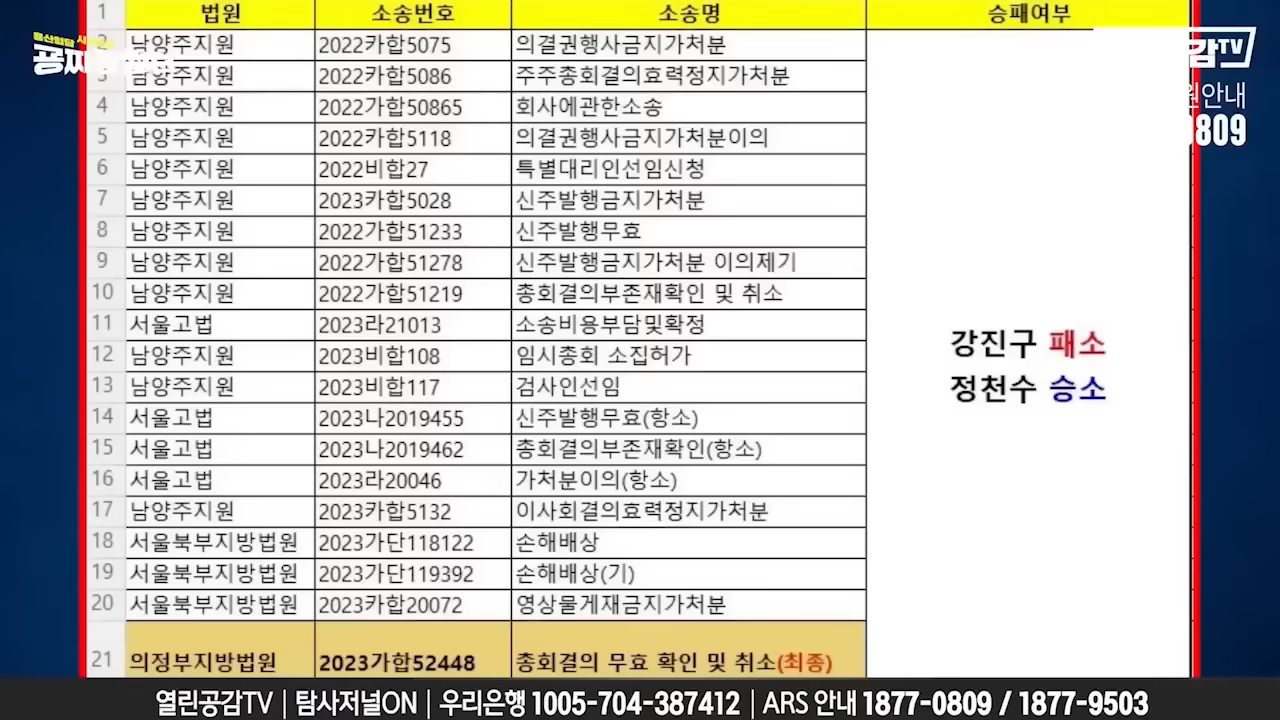 1 법원 소송번호 소송명 승패여부
남양주지원 2022카합5075 의결권행사금지가처분
남양주지원 2022카합5086 주주총회결의효력정지가처분
4 남양주지원 2022가합50865 회사에관한소송
5 남양주지원 2022카합5118 의결권행사금지가처분이의
6 남양주지원 2022비합27 특별대리인선임신청
7 남양주지원 2023카합5028 신주발행금지가처분
8 남양주지원 2022가합51233 신주발행무효
9 남양주지원 2022가합51278 신주발행금지가처분 이의제기
10 남양주지원 2022가합51219 총회결의부존재확인 및 취소
11 서울고법 2023라21013 소송비용부담및확정
12 남양주지원 2023비합108 임시총회 소집허가
13 남양주지원 2023비합117 검사인선임
14 서울고법 2023나2019455 신주발행무효(항소)
15 서울고법 2023나2019462 총회결의부존재확인(항소)
16 서울고법 2023라20046 가처분이의(항소)
17 남양주지원 2023카합5132 이사회결의효력정지가처분
18 서울북부지방법원 2023가단118122 손해배상
19 서울북부지방법원 2023가단119392 손해배상(기)
20 서울북부지방법원 2023카합20072 영상물게재금지가처분
21 의정부지방법원 2023가합52448 총회결의 무효 확인 및 취소(최종)
강진구 패소
정천수 승소
감TV
원안내
0809
열린공감TV | 탐사저널ON | 우리은행 1005-704-387412 | ARS 안내 1877-0809 / 1877-9503